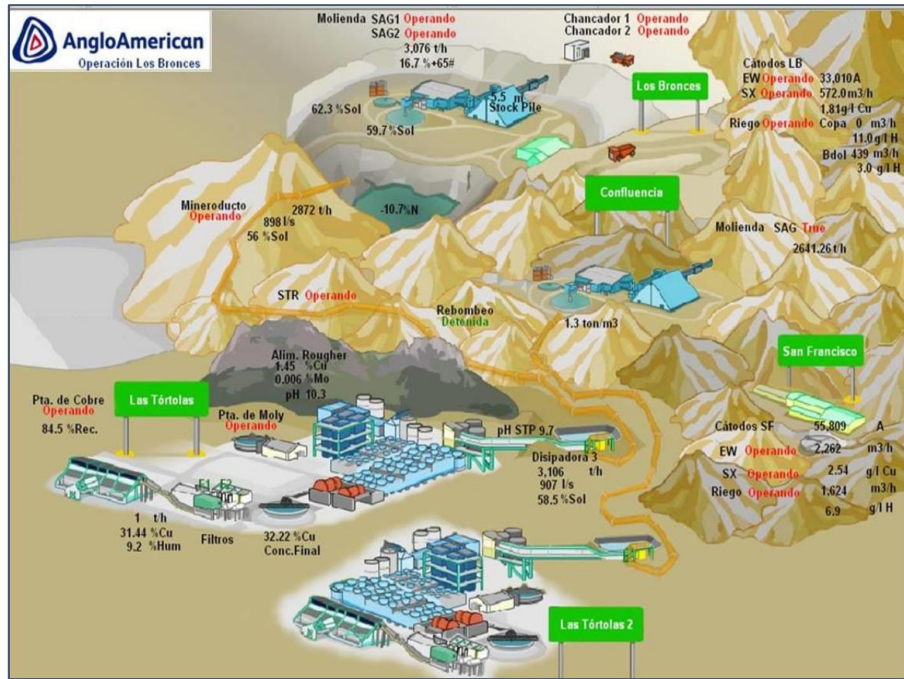 AngloAmerican
Operación Los Bronces
Molienda SAG1 Operando
SAG2 Operando
3,076 t/h
16.7 %+65#
Chancador 1 Operando
Chancador 2 Operando
Cátodos LB
EW Operando 33,010 A
SX Operando 572.0 m3/h
1.81 g/l Cu
Riego Operando Copa 0 m3/h
11.0 g/l H
Bdol 439 m3/h
3.0 g/l H
Los Bronces
5.5 m
Stock Pile
62.3 %Sol
59.7 %Sol
Mineroducto
Operando
2872 t/h
898 l/s
56 %Sol
-10.7%N
Confluencia
Molienda SAG True
2641.26 t/h
STR Operando
Rebombeo
Detenida
1.3 ton/m3
San Francisco
Alim. Rougher
1.45 %Cu
0.006 %Mo
pH 10.3
Las Tórtolas
Pta. de Cobre
Operando
84.5 %Rec.
Pta. de Moly
Operando
pH STP 9.7
Disipadora 3
3,106 t/h
907 l/s
58.5 %Sol
Cátodos SF 55,809 A
EW Operando 2,262 m3/h
SX Operando 2.54 g/l Cu
Riego Operando 1,624 m3/h
6.9 g/l H
1 t/h
31.44 %Cu
9.2 %Hum
Filtros
32.22 %Cu
Conc.Final
Las Tórtolas 2